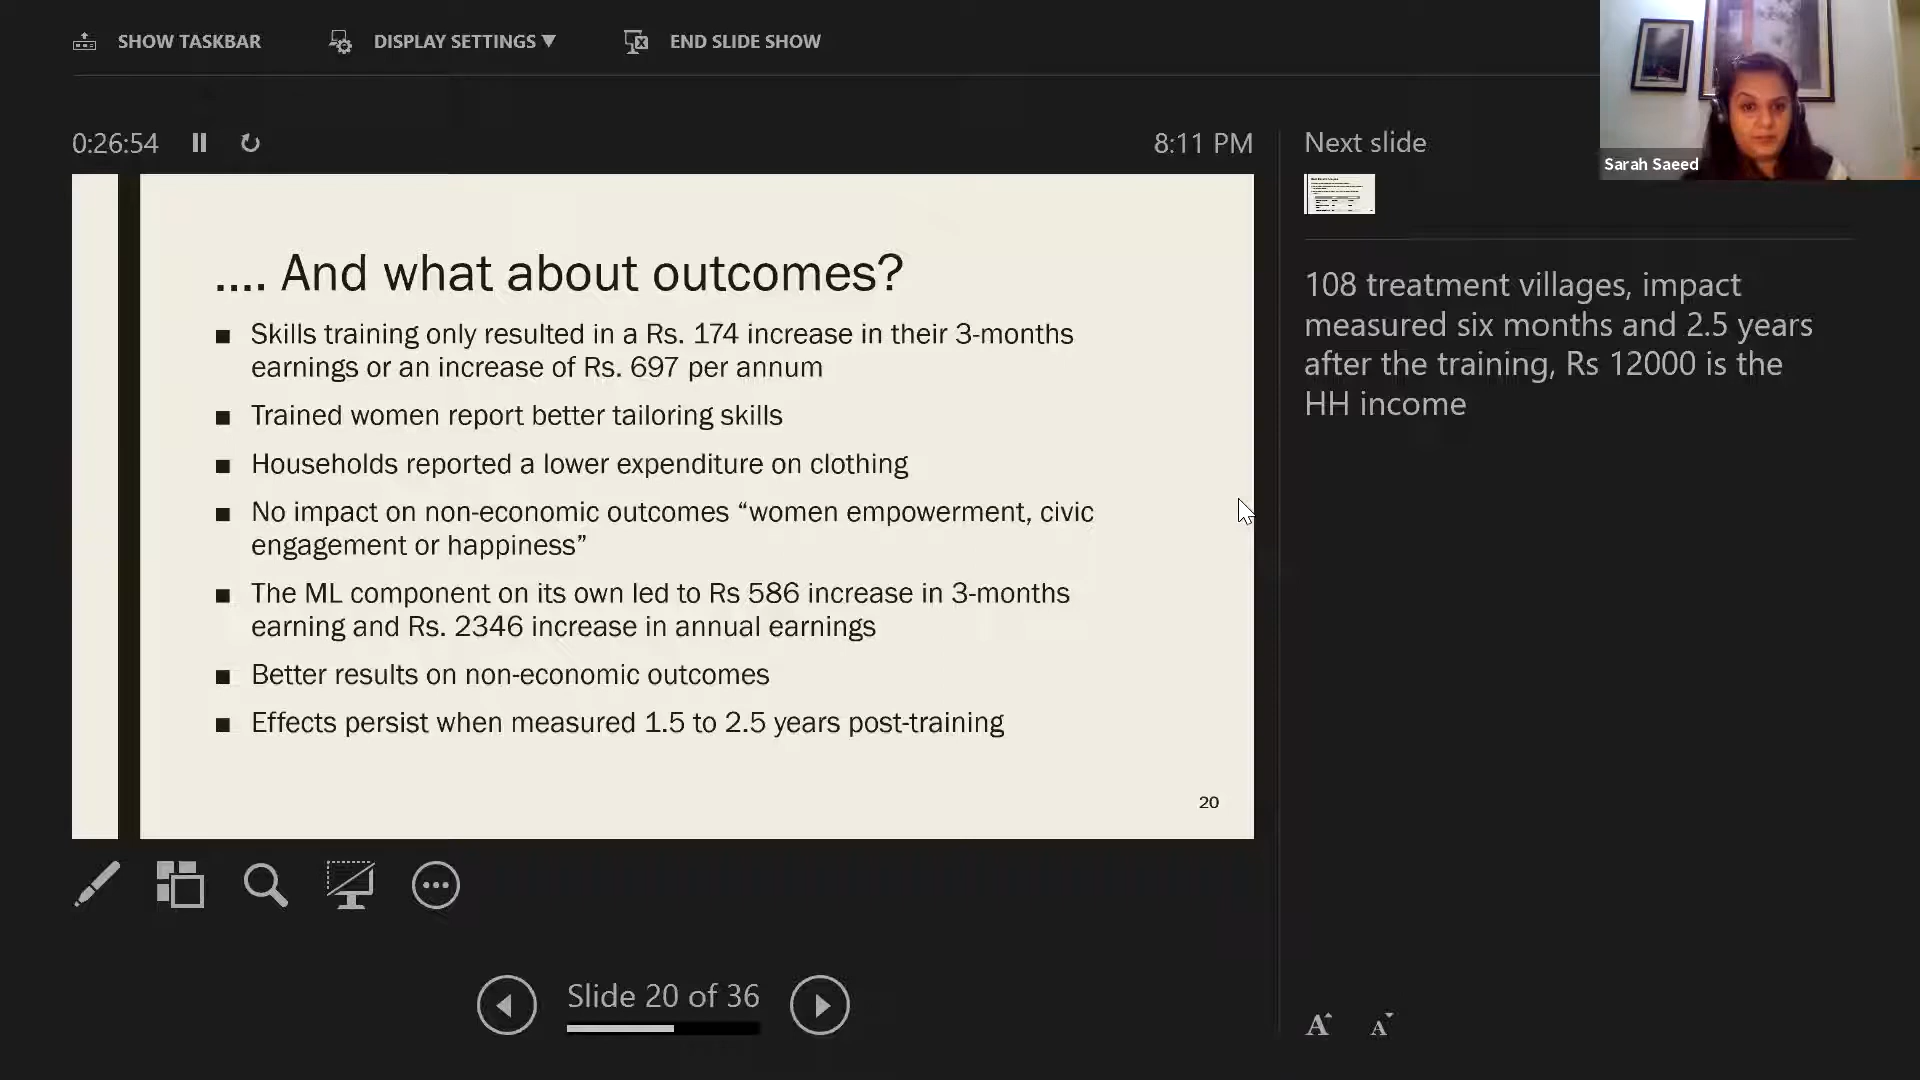 SHOW TASKBAR
DISPLAY SETTINGS ▼
END SLIDE SHOW
Sarah Saeed
0:26:54
8:11 PM
Next slide
.... And what about outcomes?
■ Skills training only resulted in a Rs. 174 increase in their 3-months
earnings or an increase of Rs. 697 per annum
■ Trained women report better tailoring skills
■ Households reported a lower expenditure on clothing
■ No impact on non-economic outcomes “women empowerment, civic
engagement or happiness”
■ The ML component on its own led to Rs 586 increase in 3-months
earning and Rs. 2346 increase in annual earnings
■ Better results on non-economic outcomes
■ Effects persist when measured 1.5 to 2.5 years post-training
20
108 treatment villages, impact
measured six months and 2.5 years
after the training, Rs 12000 is the
HH income
Slide 20 of 36
A A